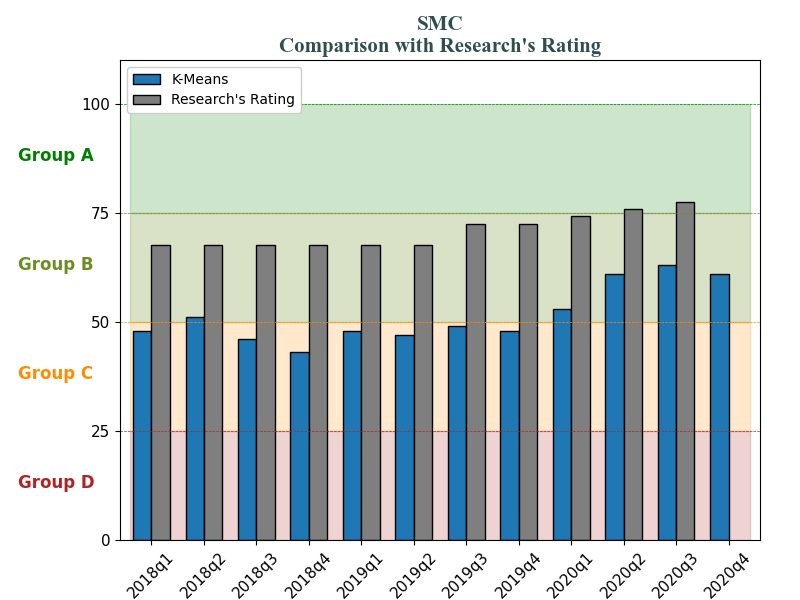 SMC
Comparison with Research's Rating
K-Means
Research's Rating
100
Group A
75
Group B
50
Group C
25
Group D
0
2018q1 2018q2 2018q3 2018q4 2019q1 2019q2 2019q3 2019q4 2020q1 2020q2 2020q3 2020q4